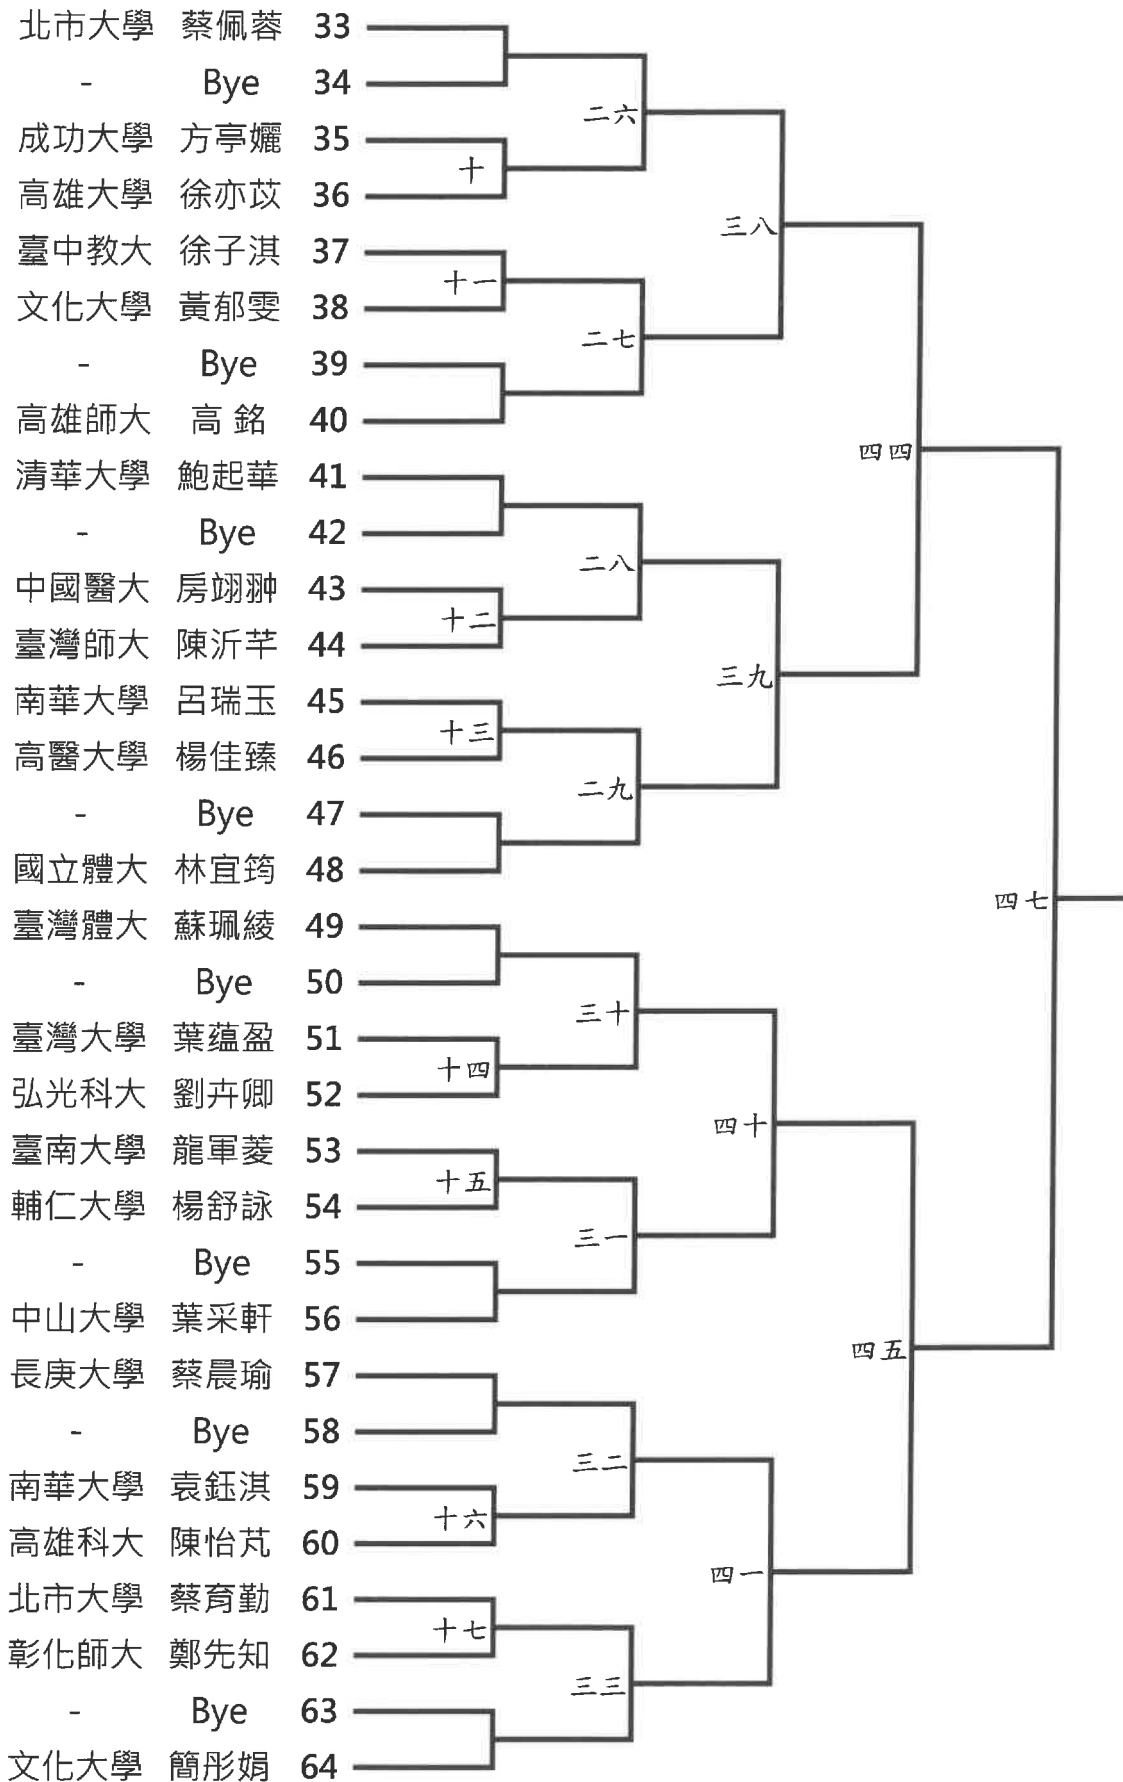 北市大學 蔡佩蓉 33
- Bye 34
二六
成功大學 方亭孋 35
十
高雄大學 徐亦苡 36
三八
臺中教大 徐子淇 37
十一
文化大學 黃郁雯 38
二七
- Bye 39
高雄師大 高銘 40
四四
清華大學 鮑起華 41
- Bye 42
二八
中國醫大 房翊翀 43
十二
臺灣師大 陳沂芊 44
三九
南華大學 呂瑞玉 45
十三
高醫大學 楊佳臻 46
二九
- Bye 47
國立體大 林宜筠 48
四七
臺灣體大 蘇珮綾 49
- Bye 50
三十
臺灣大學 葉蘊盈 51
十四
弘光科大 劉卉卿 52
四十
臺南大學 龍軍菱 53
十五
輔仁大學 楊舒詠 54
三一
- Bye 55
中山大學 葉采軒 56
四五
長庚大學 蔡晨瑜 57
- Bye 58
三二
南華大學 袁鈺淇 59
十六
高雄科大 陳怡芃 60
四一
北市大學 蔡育勤 61
十七
彰化師大 鄭先知 62
三三
- Bye 63
文化大學 簡彤娟 64